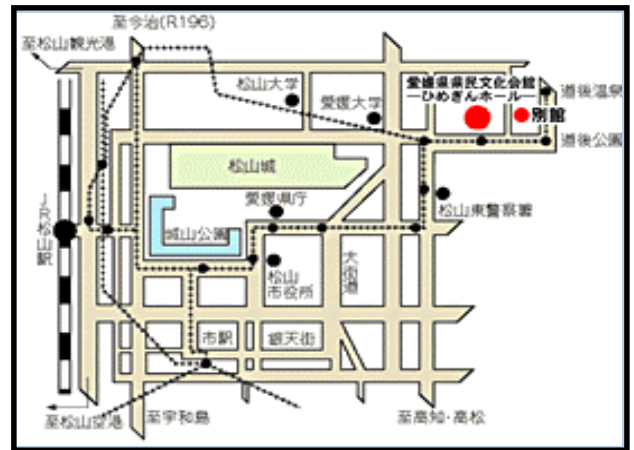 至今治(R196)
至松山観光港
松山大学
愛媛大学
愛媛県県民文化会館
―ひめぎんホール―
別館
道後温泉
道後公園
松山城
愛媛県庁
松山東警察署
城山公園
JR松山駅
松山
市役所
大街道
市駅
銀天街
至松山空港
至宇和島
至高知・高松